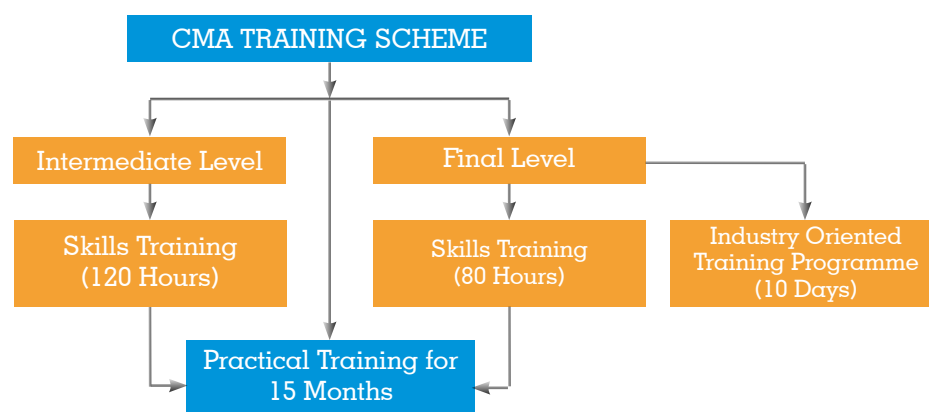 CMA TRAINING SCHEME
Intermediate Level
Final Level
Skills Training
(120 Hours)
Skills Training
(80 Hours)
Industry Oriented
Training Programme
(10 Days)
Practical Training for
15 Months